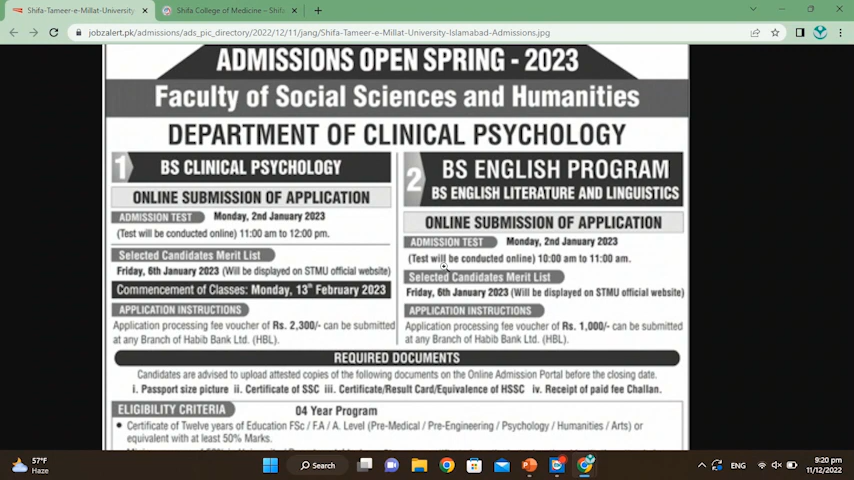 Shifa-Tameer-e-Millat-University-
Shifa College of Medicine – Shifa
jobzalert.pk/admissions/ads_pic_directory/2022/12/11/jang/Shifa-Tameer-e-Millat-University-Islamabad-Admissions.jpg
ADMISSIONS OPEN SPRING - 2023
Faculty of Social Sciences and Humanities
DEPARTMENT OF CLINICAL PSYCHOLOGY
1 BS CLINICAL PSYCHOLOGY
ONLINE SUBMISSION OF APPLICATION
ADMISSION TEST Monday, 2nd January 2023
(Test will be conducted online) 11:00 am to 12:00 pm.
Selected Candidates Merit List
Friday, 6th January 2023 (Will be displayed on STMU official website)
Commencement of Classes: Monday, 13th February 2023
APPLICATION INSTRUCTIONS
Application processing fee voucher of Rs. 2,300/- can be submitted
at any Branch of Habib Bank Ltd. (HBL).
2 BS ENGLISH PROGRAM
BS ENGLISH LITERATURE AND LINGUISTICS
ONLINE SUBMISSION OF APPLICATION
ADMISSION TEST Monday, 2nd January 2023
(Test will be conducted online) 10:00 am to 11:00 am.
Selected Candidates Merit List
Friday, 6th January 2023 (Will be displayed on STMU official website)
APPLICATION INSTRUCTIONS
Application processing fee voucher of Rs. 1,000/- can be submitted
at any Branch of Habib Bank Ltd. (HBL).
REQUIRED DOCUMENTS
Candidates are advised to upload attested copies of the following documents on the Online Admission Portal before the closing date.
i. Passport size picture ii. Certificate of SSC iii. Certificate/Result Card/Equivalence of HSSC iv. Receipt of paid fee Challan.
ELIGIBILITY CRITERIA 04 Year Program
• Certificate of Twelve years of Education FSc / F.A / A. Level (Pre-Medical / Pre-Engineering / Psychology / Humanities / Arts) or
equivalent with at least 50% Marks.
57°F
Haze
Search
ENG
9:20 pm
11/12/2022